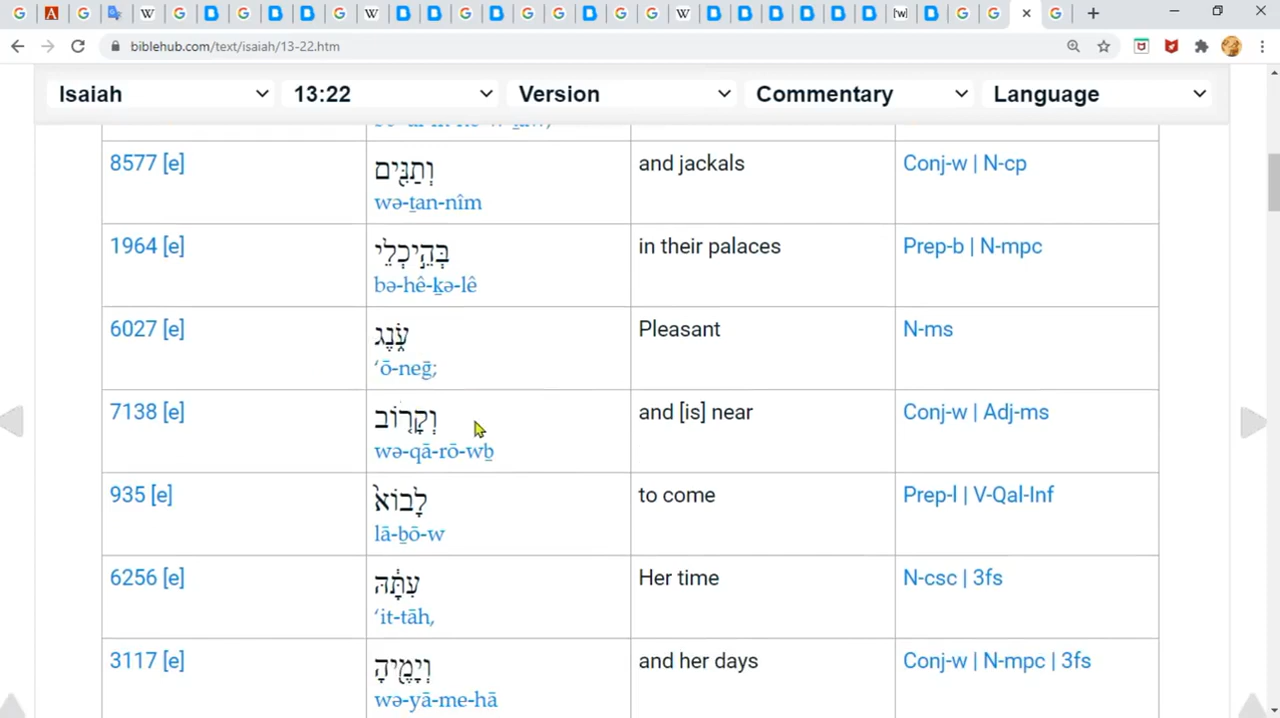 biblehub.com/text/isaiah/13-22.htm
Isaiah 13:22 Version Commentary Language
8577 [e] וְתַנִּ֖ים and jackals Conj-w | N-cp
wə-ṯan-nîm
1964 [e] בְּהֵ֣יכְלֵי in their palaces Prep-b | N-mpc
bə-hê-ḵə-lê
6027 [e] עֹ֑נֶג Pleasant N-ms
‘ō-neḡ;
7138 [e] וְקָר֤וֹב and [is] near Conj-w | Adj-ms
wə-qā-rō-wḇ
935 [e] לָבוֹא֙ to come Prep-l | V-Qal-Inf
lā-ḇō-w
6256 [e] עִתָּ֔הּ Her time N-csc | 3fs
‘it-tāh,
3117 [e] וְיָמֶ֖יהָ and her days Conj-w | N-mpc | 3fs
wə-yā-me-hā